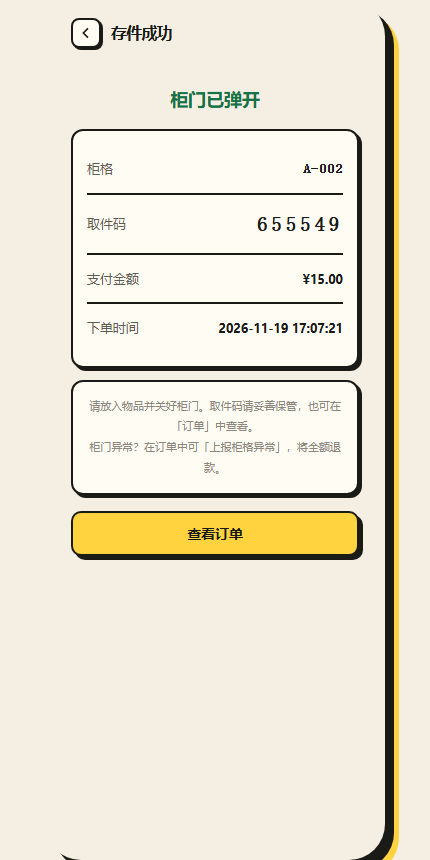 存件成功
柜门已弹开
柜格 A-002
取件码 655549
支付金额 ¥15.00
下单时间 2026-11-19 17:07:21
请放入物品并关好柜门。取件码请妥善保管，也可在
「订单」中查看。
柜门异常？在订单中可「上报柜格异常」，将全额退
款。
查看订单